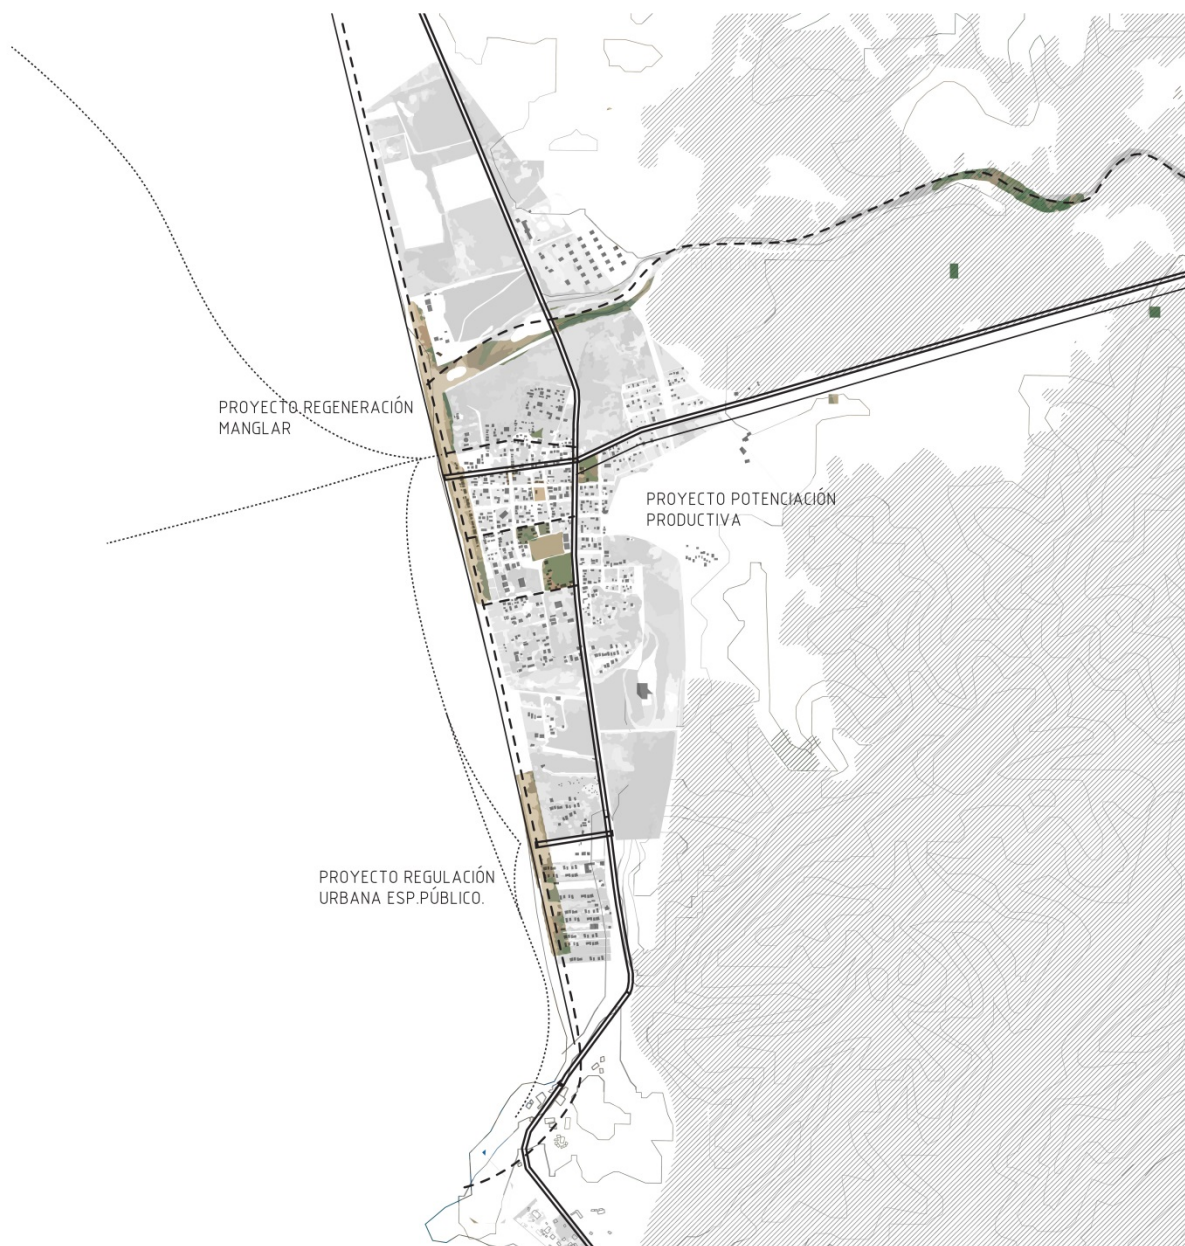 PROYECTO REGENERACIÓN
MANGLAR
PROYECTO POTENCIACIÓN
PRODUCTIVA
PROYECTO REGULACIÓN
URBANA ESP.PÚBLICO.